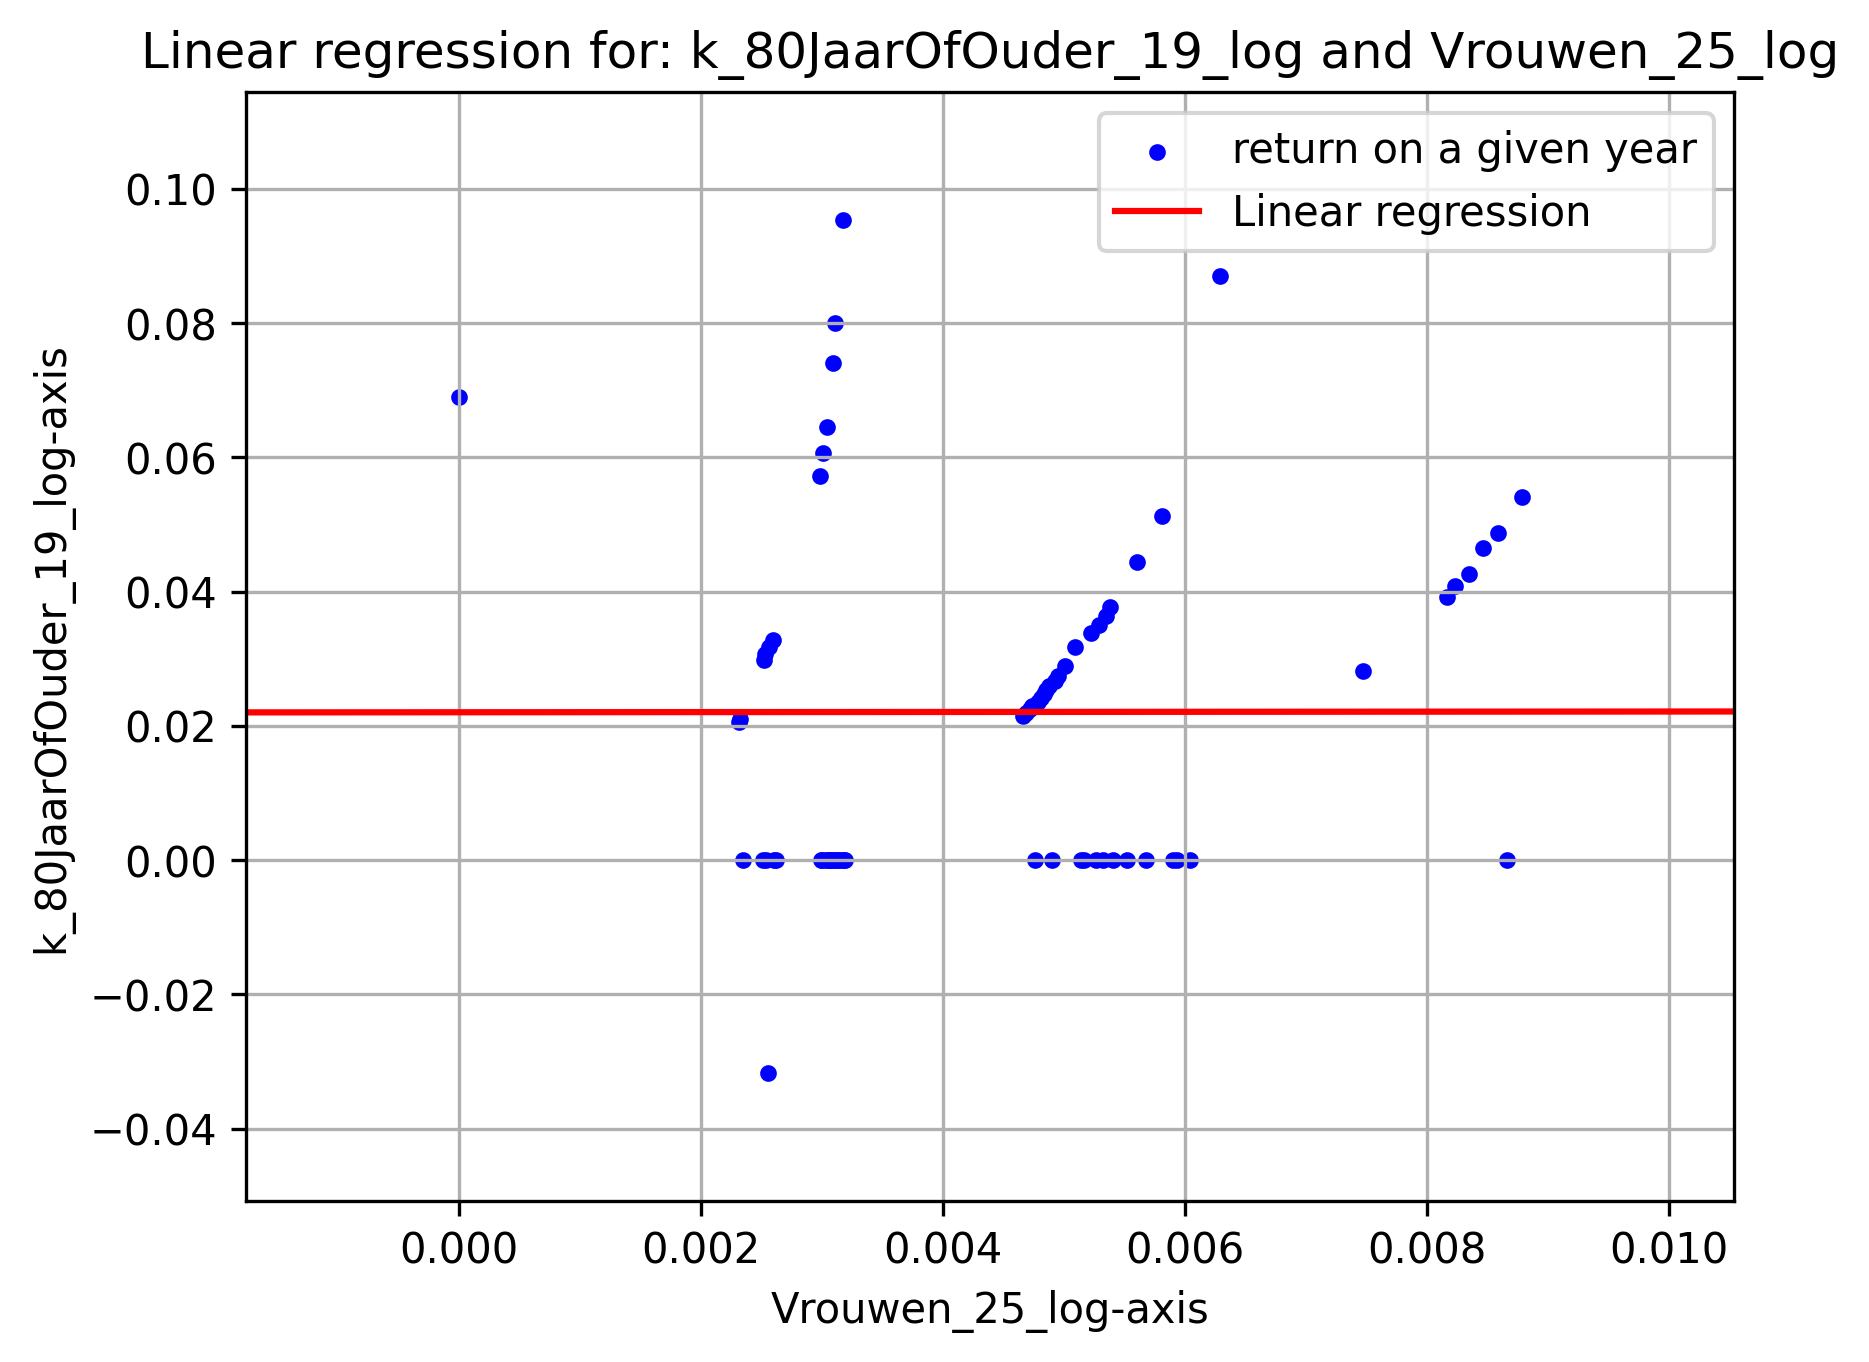 Linear regression for: k_80JaarOfOuder_19_log and Vrouwen_25_log
return on a given year
Linear regression
0.10
0.08
0.06
0.04
0.02
0.00
−0.02
−0.04
k_80JaarOfOuder_19_log-axis
0.000 0.002 0.004 0.006 0.008 0.010
Vrouwen_25_log-axis